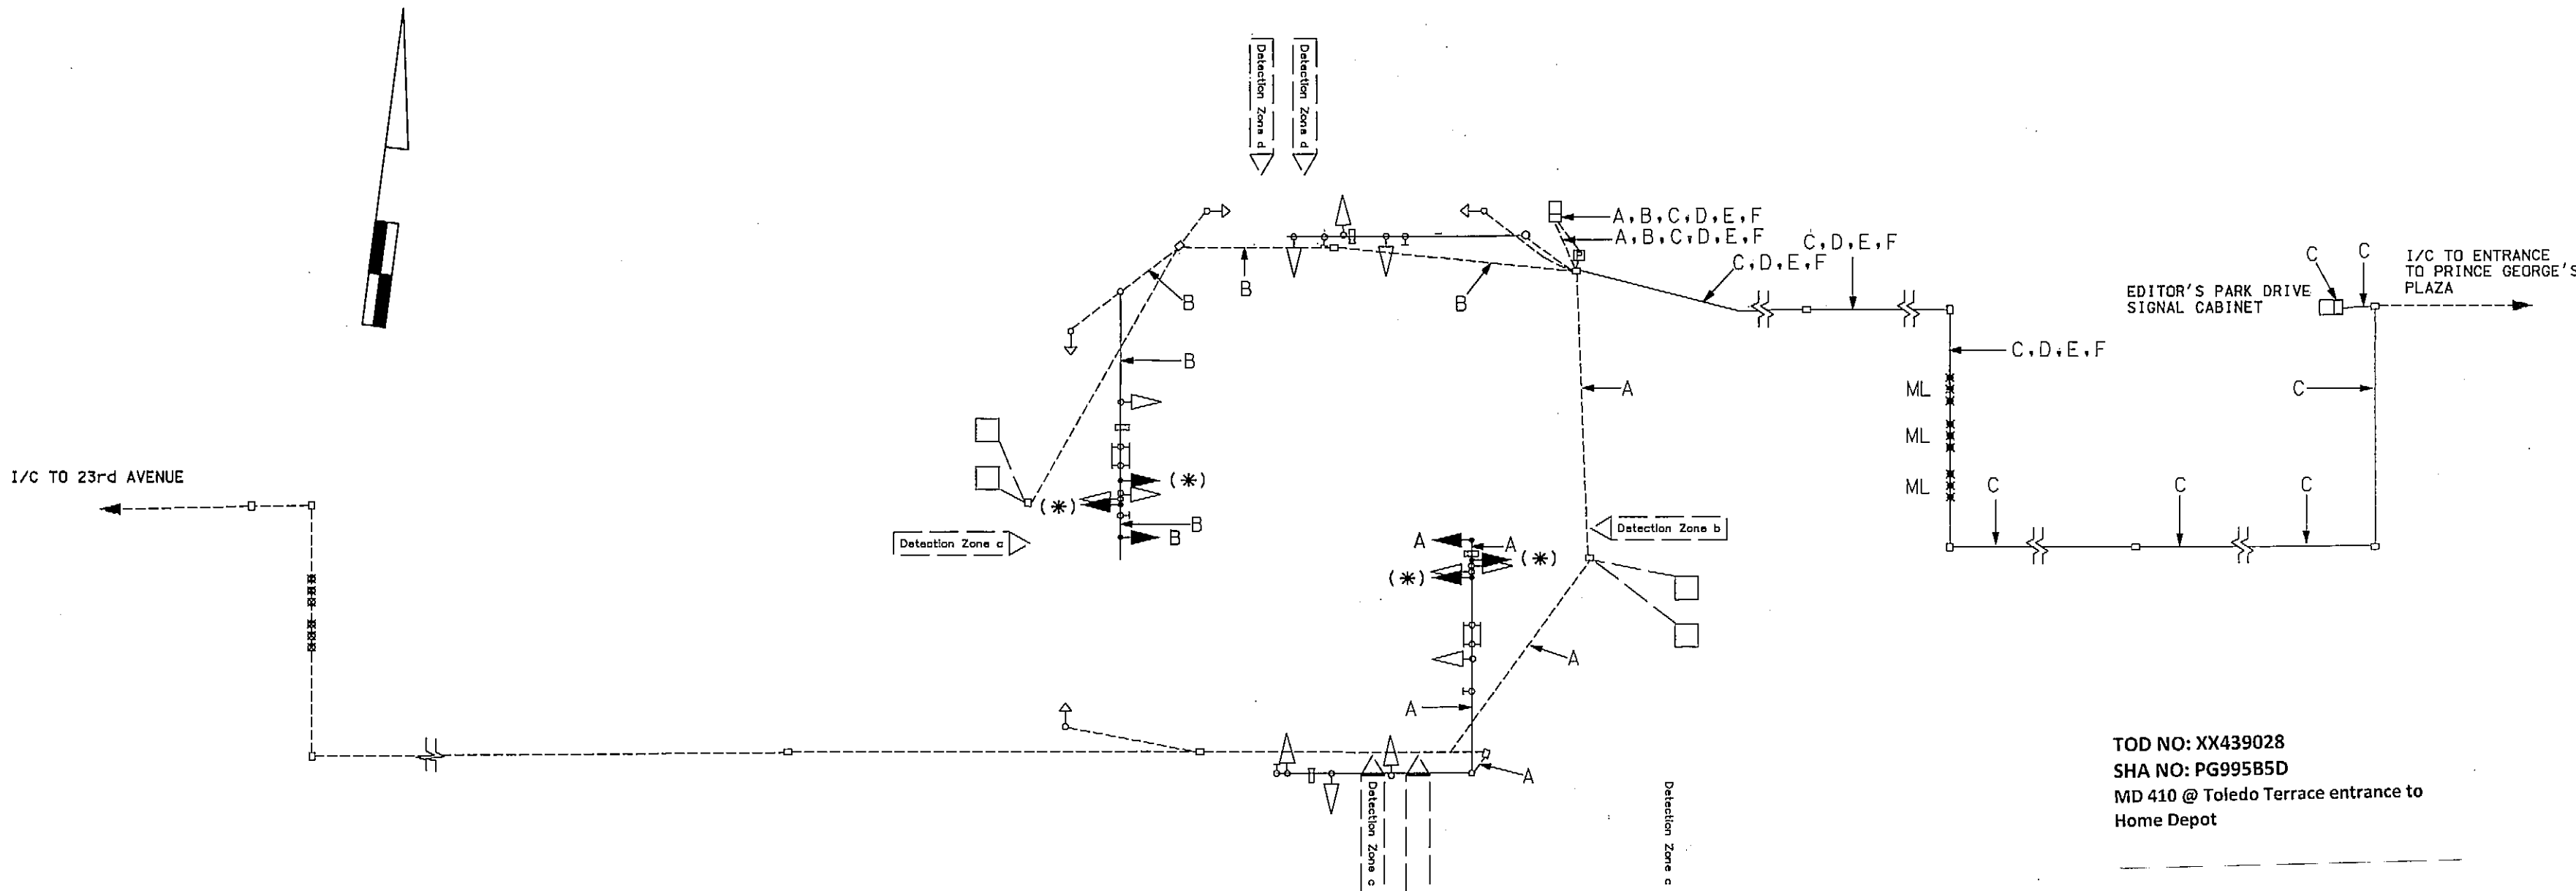 Detection Zone d
Detection Zone d
A,B,C,D,E,F
A,B,C,D,E,F
C,D,E,F
C,D,E,F
C
C
I/C TO ENTRANCE
TO PRINCE GEORGE'S
PLAZA
EDITOR'S PARK DRIVE
SIGNAL CABINET
P
B
B
B
C,D,E,F
B
A
ML
C
ML
I/C TO 23rd AVENUE
(*)
(*)
ML
C
C
C
B
B
Detection Zone a
Detection Zone b
A
A
(*)
(*)
A
A
A
Detection Zone c
Detection Zone c
TOD NO: XX439028
SHA NO: PG995B5D
MD 410 @ Toledo Terrace entrance to
Home Depot